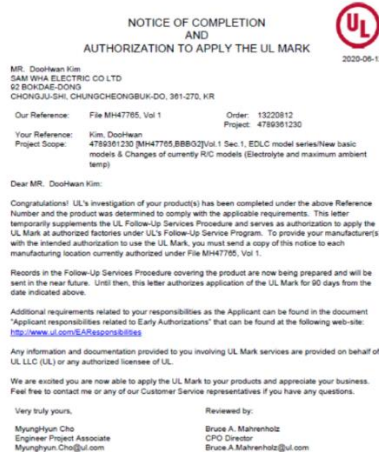 NOTICE OF COMPLETION
AND
AUTHORIZATION TO APPLY THE UL MARK
UL
2020-06-1
MR. DooHwan Kim
SAM WHA ELECTRIC CO LTD
92 BOKDAE-DONG
CHONGJU-SHI, CHUNGCHEONGBUK-DO, 361-270, KR
Our Reference: File MH47765, Vol 1 Order: 13220812
Project: 4789361230
Your Reference: Kim, DooHwan
Project Scope: 4789361230 [MH47765,BBBG2]Vol.1 Sec.1, EDLC model series/New basic
models & Changes of currently R/C models (Electrolyte and maximum ambient
temp)
Dear MR. DooHwan Kim:
Congratulations! UL's investigation of your product(s) has been completed under the above Reference
Number and the product was determined to comply with the applicable requirements. This letter
temporarily supplements the UL Follow-Up Services Procedure and serves as authorization to apply the
UL Mark at authorized factories under UL's Follow-Up Service Program. To provide your manufacturer(s)
with the intended authorization to use the UL Mark, you must send a copy of this notice to each
manufacturing location currently authorized under File MH47765, Vol 1.
Records in the Follow-Up Services Procedure covering the product are now being prepared and will be
sent in the near future. Until then, this letter authorizes application of the UL Mark for 90 days from the
date indicated above.
Additional requirements related to your responsibilities as the Applicant can be found in the document
"Applicant responsibilities related to Early Authorizations" that can be found at the following web-site:
http://www.ul.com/EAResponsibilities
Any information and documentation provided to you involving UL Mark services are provided on behalf of
UL LLC (UL) or any authorized licensee of UL.
We are excited you are now able to apply the UL Mark to your products and appreciate your business.
Feel free to contact me or any of our Customer Service representatives if you have any questions.
Very truly yours, Reviewed by:
MyungHyun Cho Bruce A. Mahrenholz
Engineer Project Associate CPO Director
Myunghyun.Cho@ul.com Bruce.A.Mahrenholz@ul.com